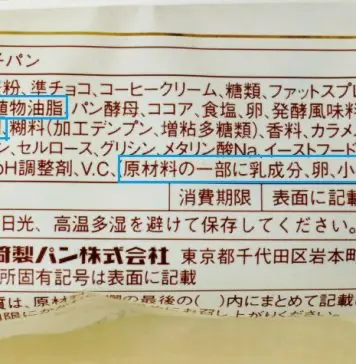 チパン
粉、準チョコ、コーヒークリーム、糖類、ファットスプレ
植物油脂、パン酵母、ココア、食塩、卵、発酵風味料
、糊料(加工デンプン、増粘多糖類)、香料、カラメ
ン、セルロース、グリシン、メタリン酸Na、イーストフード
pH調整剤、V.C、原材料の一部に乳成分、卵、小
消費期限 表面に記載
日光、高温多湿を避けて保存してください。
製パン株式会社 東京都千代田区岩本町
所固有記号は表面に記載
は、原材料 の最後の( )内にまとめて記載